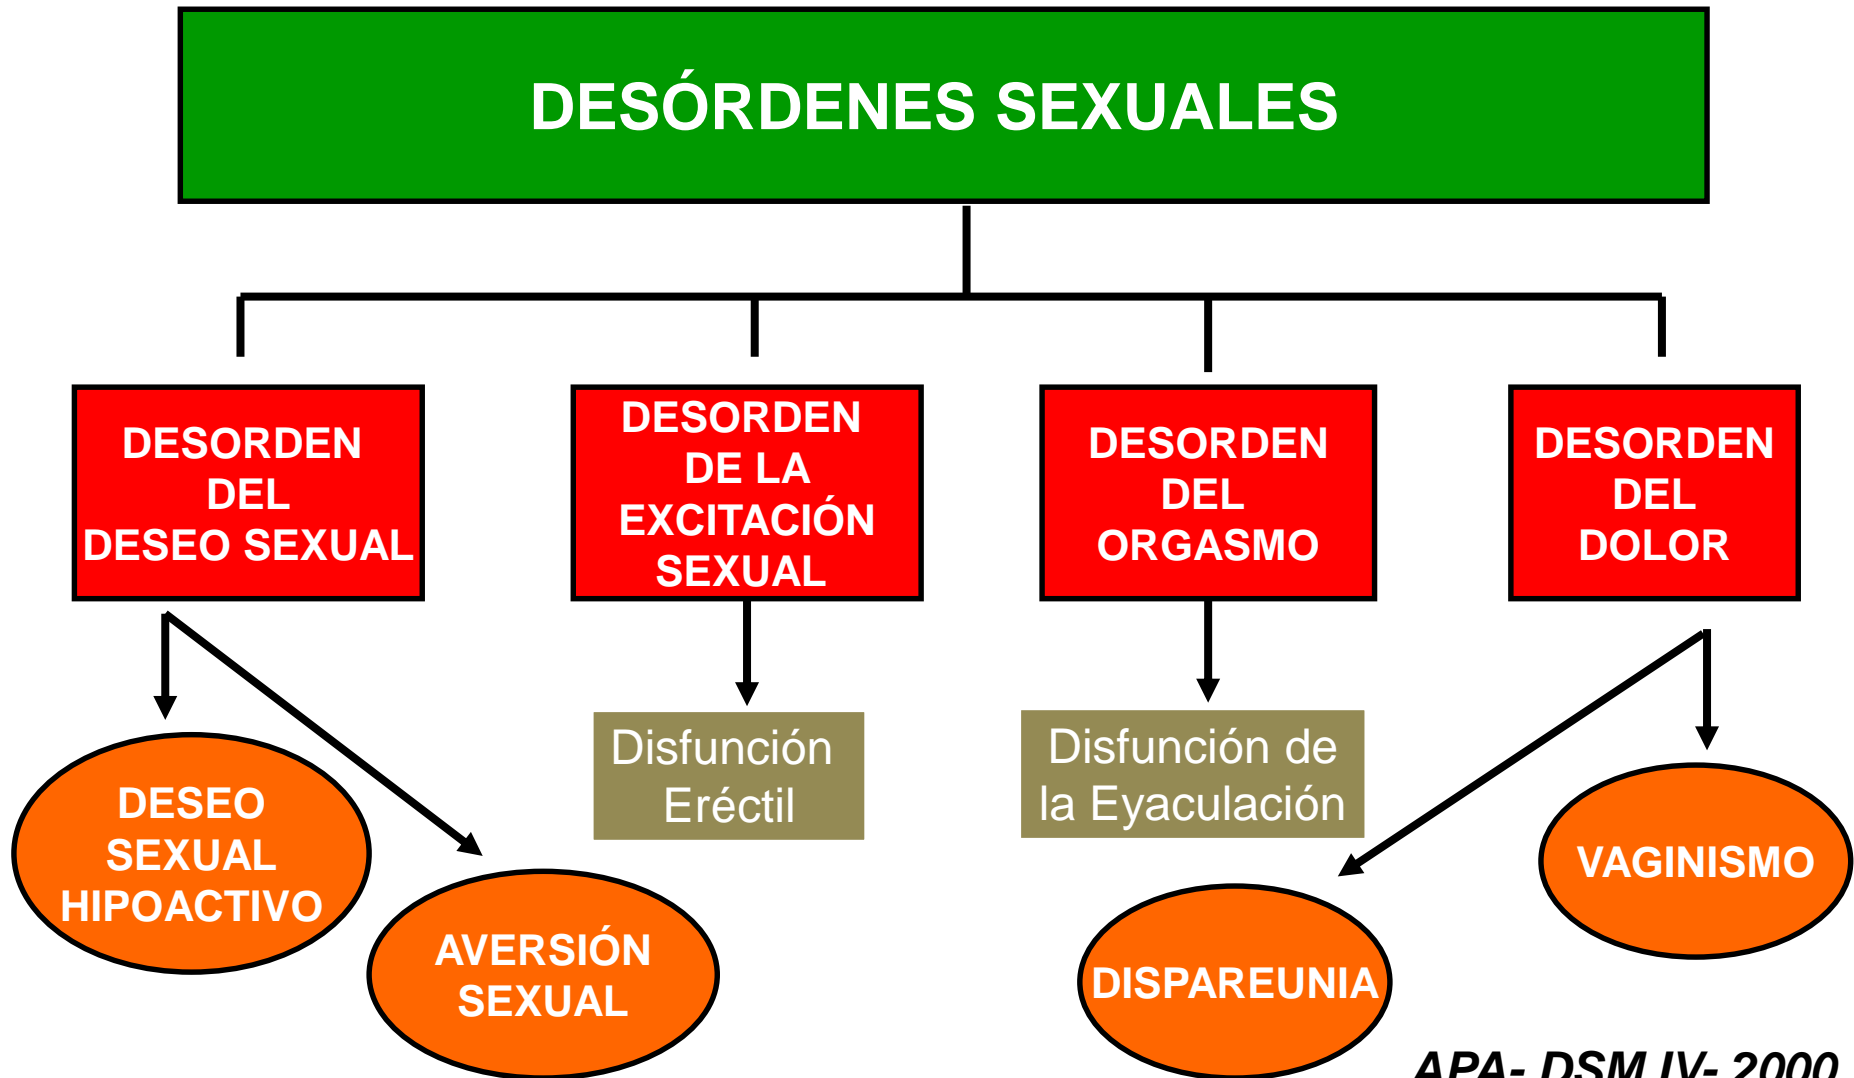 DESÓRDENES SEXUALES
DESORDEN
DEL
DESEO SEXUAL
DESORDEN
DE LA
EXCITACIÓN
SEXUAL
DESORDEN
DEL
ORGASMO
DESORDEN
DEL
DOLOR
Disfunción
Eréctil
Disfunción de
la Eyaculación
DESEO
SEXUAL
HIPOACTIVO
AVERSIÓN
SEXUAL
DISPAREUNIA
VAGINISMO
APA- DSM IV- 2000